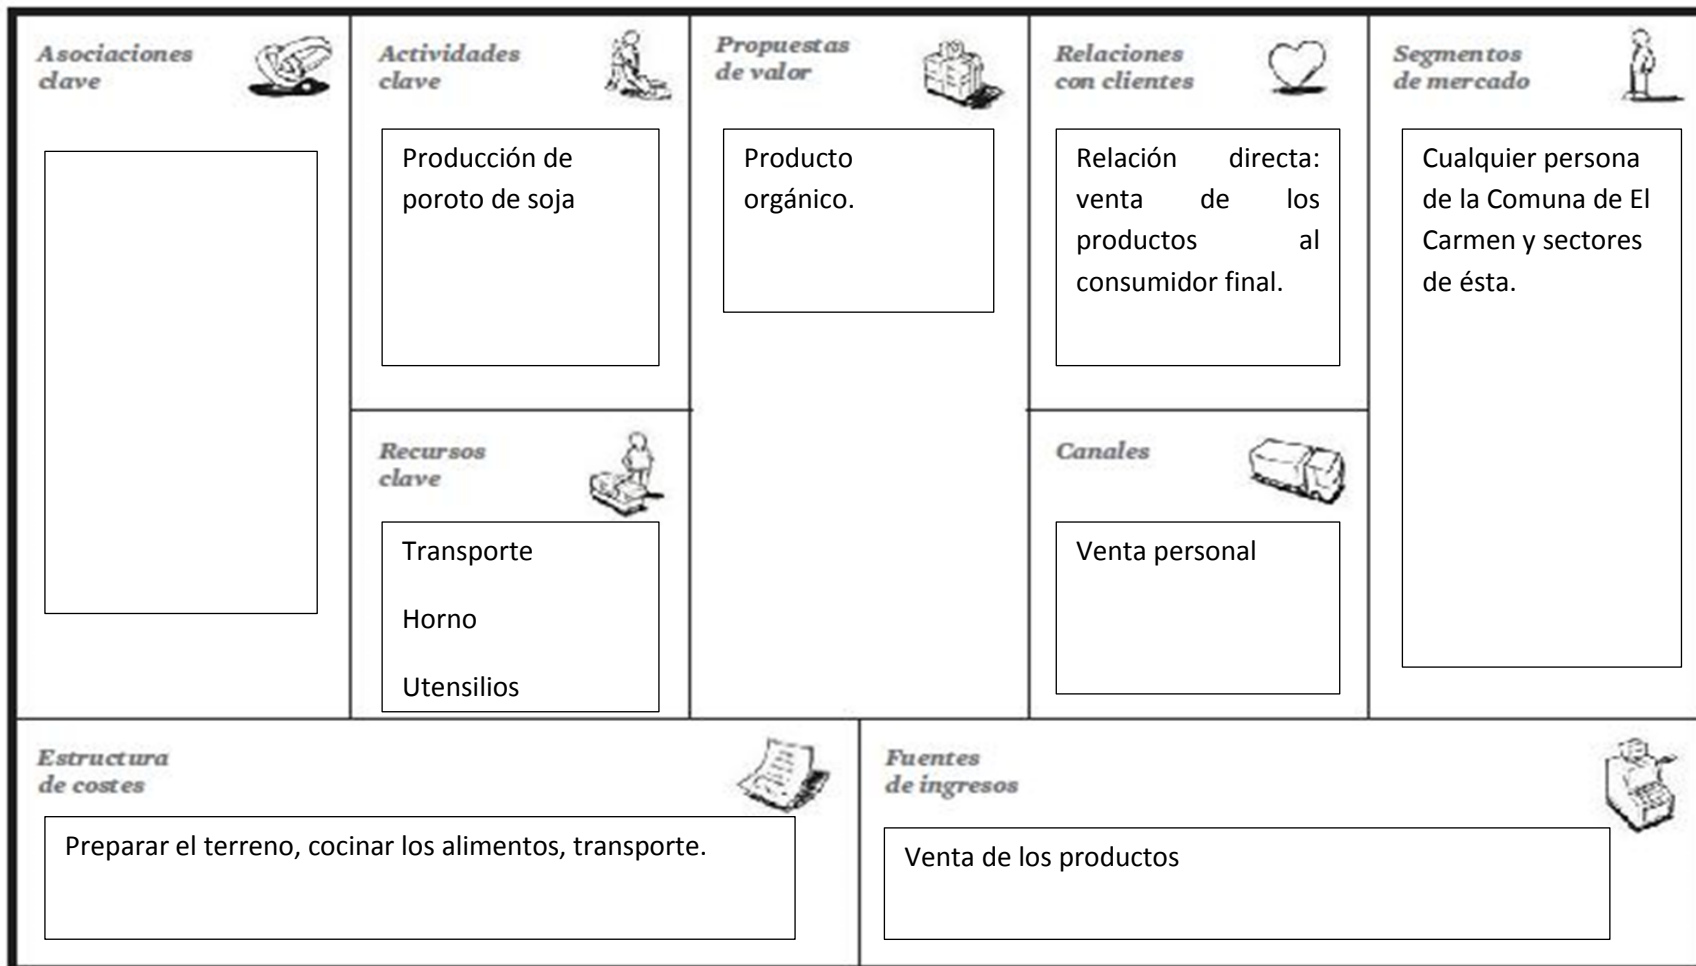 Asociaciones
clave
Actividades
clave
Producción de
poroto de soja
Recursos
clave
Transporte
Horno
Utensilios
Propuestas
de valor
Producto
orgánico.
Relaciones
con clientes
Relación directa:
venta de los
productos al
consumidor final.
Canales
Venta personal
Segmentos
de mercado
Cualquier persona
de la Comuna de El
Carmen y sectores
de ésta.
Estructura
de costes
Preparar el terreno, cocinar los alimentos, transporte.
Fuentes
de ingresos
Venta de los productos